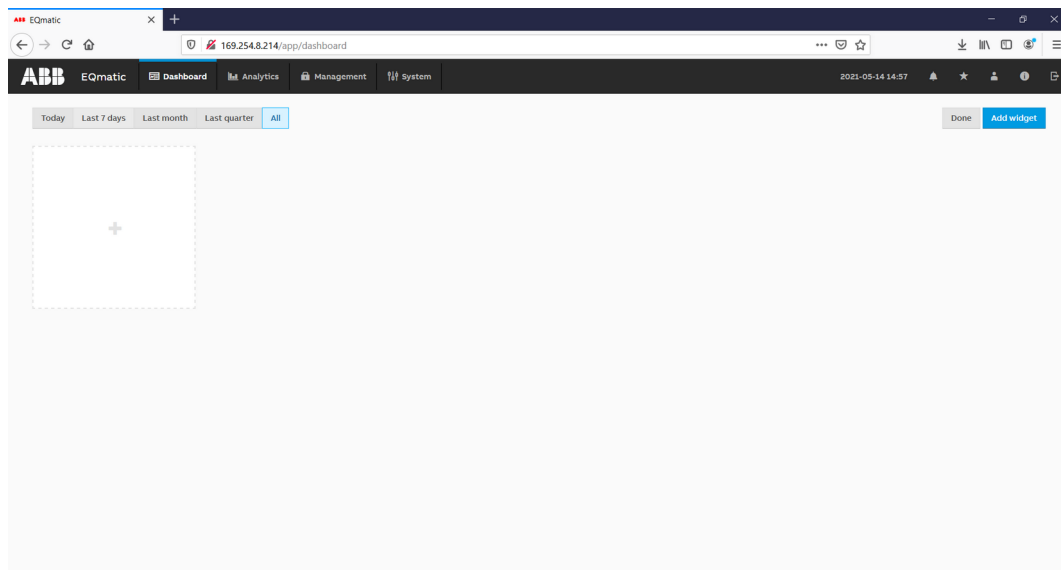 ABB EQmatic
169.254.8.214/app/dashboard
ABB EQmatic Dashboard Analytics Management System 2021-05-14 14:57
Today Last 7 days Last month Last quarter All Done Add widget